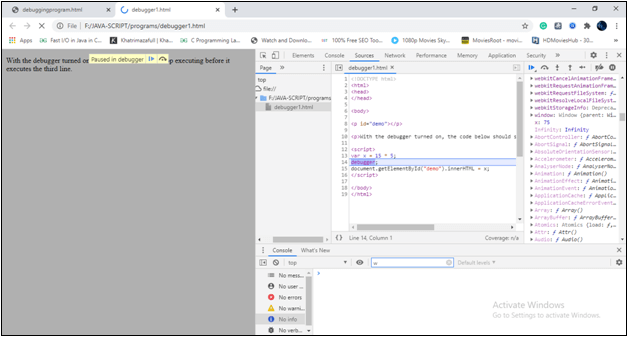 debuggingprogram.html
debugger1.html
File
F:/JAVA-SCRIPT/programs/debugger1.html
Apps
Fast I/O in Java in C...
Khatrimazafull | Kha...
C Programming La...
Watch and Downlo...
100% Free SEO Too...
1080p Movies Sky...
MoviesRoot - movi...
HDMoviesHub - 30...
With the debugger turned on
Paused in debugger
p executing before it
executes the third line.
Elements Console Sources Network Performance Memory Application Security
Page
top
file://
F:/JAVA-SCRIPT/programs
debugger1.html
debugger1.html
1 <!DOCTYPE html>
2 <html>
3 <head>
4 </head>
5
6 <body>
7
8 <p id="demo"></p>
9
10 <p>With the debugger turned on, the code below should s
11
12 <script>
13 var x = 15 * 5;
14 debugger;
15 document.getElementById("demo").innerHTML = x;
16 </script>
17
18 </body>
19 </html>
{} Line 14, Column 1 Coverage: n/a
webkitCancelAnimationFram...
webkitRequestAnimationFra...
webkitRequestFileSystem: ƒ...
webkitResolveLocalFileSyst...
webkitStorageInfo: Depreca...
window: Window {parent: Wi...
x: 75
Infinity: Infinity
AbortController: ƒ AbortCo...
AbortSignal: ƒ AbortSignal...
AbsoluteOrientationSensor:
Accelerometer: ƒ Accelerom...
AnalyserNode: ƒ AnalyserNo...
Animation: ƒ Animation()
AnimationEffect: ƒ Animati...
AnimationEvent: ƒ Animatio...
ApplicationCache: ƒ Applic...
ApplicationCacheErrorEvent...
Array: ƒ Array()
ArrayBuffer: ƒ ArrayBuffer...
Atomics: Atomics {load: ƒ,...
Attr: ƒ Attr()
Audio: ƒ Audio()
Console What's New
top
Default levels
No mess...
No user ...
No errors
No warni...
No info
No verb...
Activate Windows
Go to Settings to activate Windows.